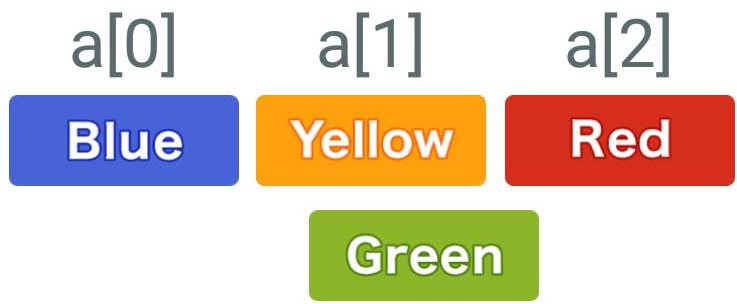 a[0] a[1] a[2]
Blue Yellow Red
Green